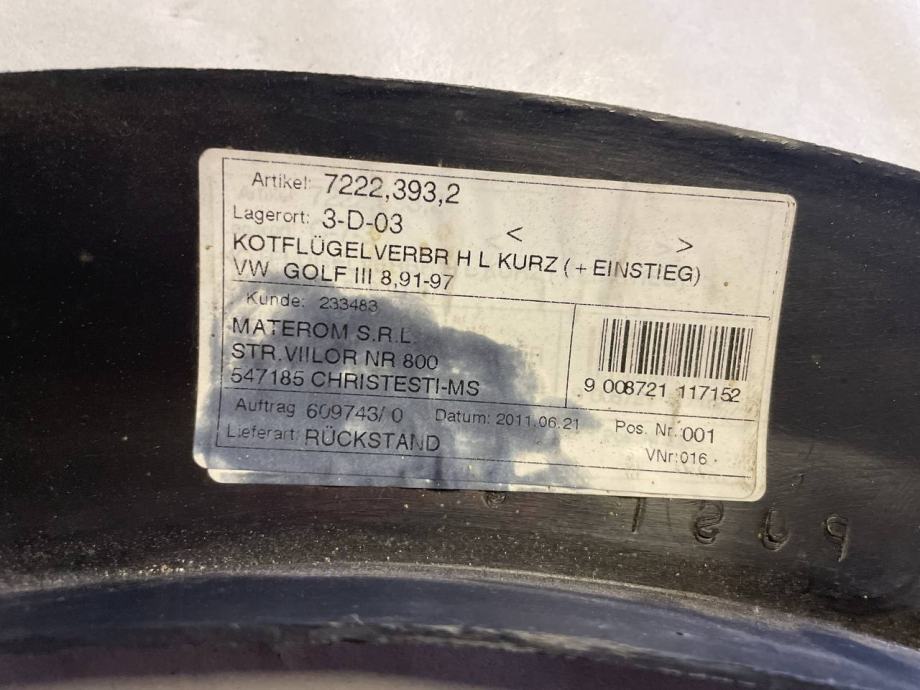 Artikel: 7222,393,2
Lagerort: 3-D-03 < >
KOTFLÜGELVERBR H L KURZ ( + EINSTIEG)
VW GOLF III 8,91-97
Kunde: 233483
MATEROM S.R.L.
STR.VIILOR NR 800
547185 CHRISTESTI-MS
9 008721 117152
Auftrag 609743/ 0 Datum: 2011.06.21 Pos. Nr.:001
Lieferart: RÜCKSTAND VNr:016